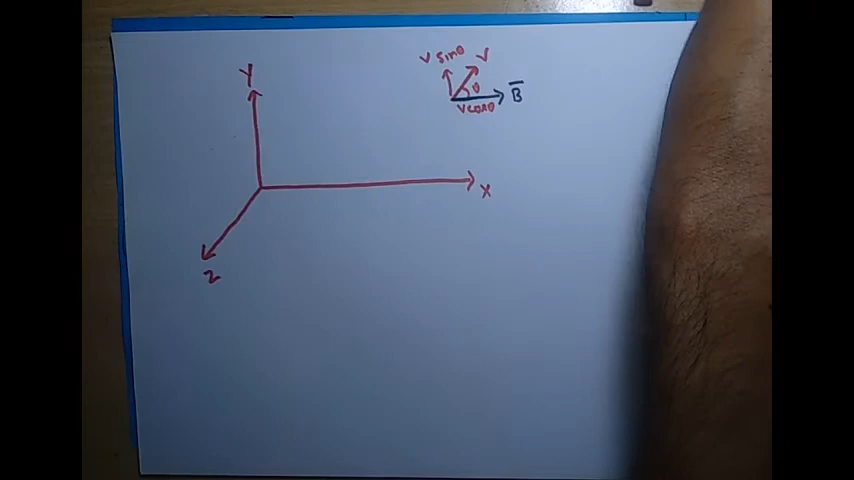 V sinθ V
θ B̅
V cosθ
Y
X
Z